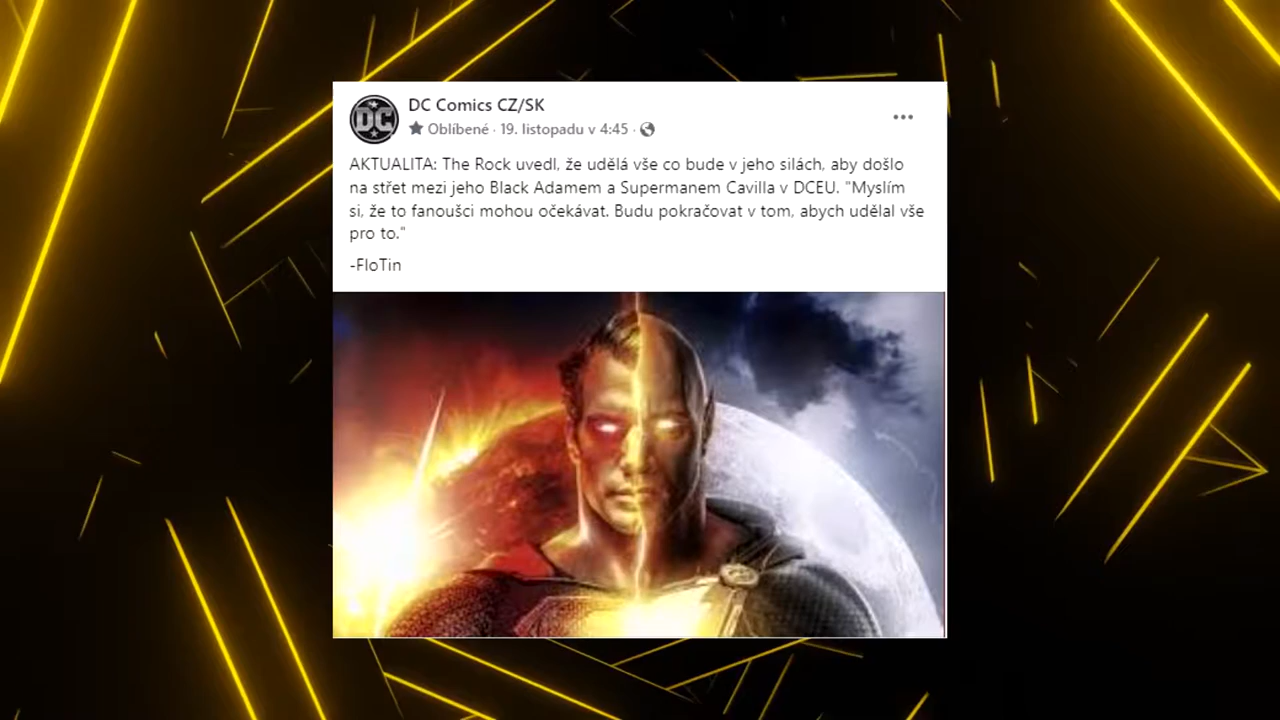 DC Comics CZ/SK
Oblíbené · 19. listopadu v 4:45 ·
DC
AKTUALITA: The Rock uvedl, že udělá vše co bude v jeho silách, aby došlo
na střet mezi jeho Black Adamem a Supermanem Cavilla v DCEU. "Myslím
si, že to fanoušci mohou očekávat. Budu pokračovat v tom, abych udělal vše
pro to."
-FloTin